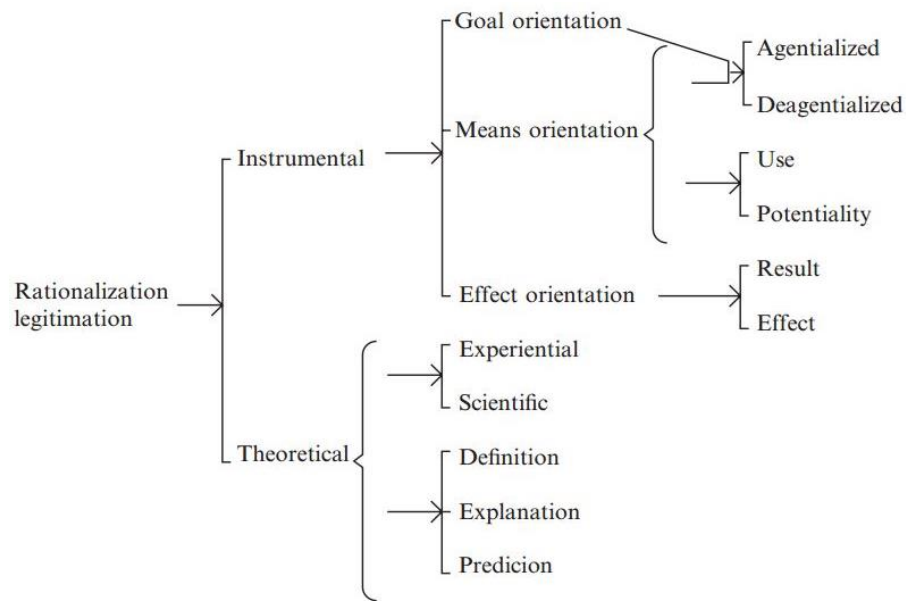 Goal orientation
Agentialized
Deagentialized
Means orientation
Instrumental
Use
Potentiality
Result
Rationalization
legitimation
Effect orientation
Effect
Experiential
Scientific
Theoretical
Definition
Explanation
Predicion